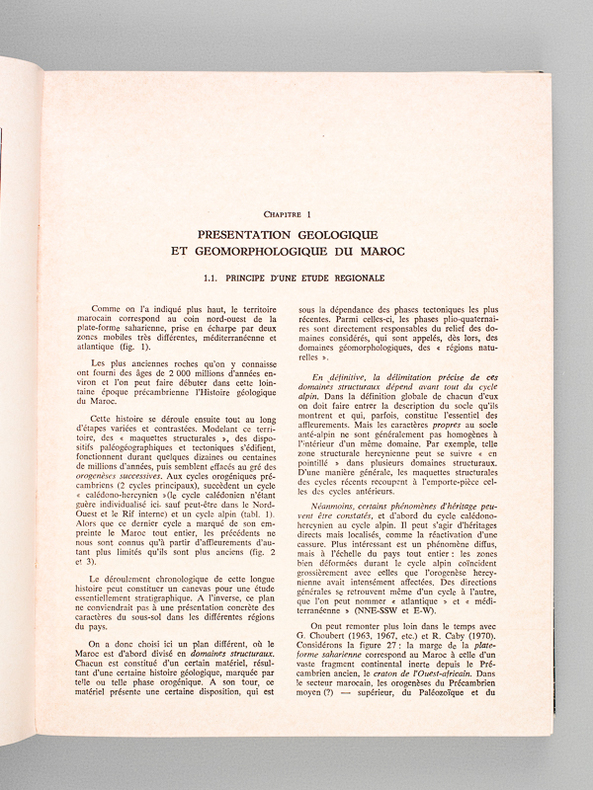 CHAPITRE 1
PRESENTATION GEOLOGIQUE
ET GEOMORPHOLOGIQUE DU MAROC
1.1. PRINCIPE D'UNE ETUDE REGIONALE
Comme on l'a indiqué plus haut, le territoire
marocain correspond au coin nord-ouest de la
plate-forme saharienne, prise en écharpe par deux
zones mobiles très différentes, méditerranéenne et
atlantique (fig. 1).
Les plus anciennes roches qu'on y connaisse
ont fourni des âges de 2 000 millions d'années en-
viron et l'on peut faire débuter dans cette loin-
taine époque précambrienne l'Histoire géologique
du Maroc.
Cette histoire se déroule ensuite tout au long
d'étapes variées et contrastées. Modelant ce terri-
toire, des « maquettes structurales », des dispo-
sitifs paléogéographiques et tectoniques s'édifient,
fonctionnent durant quelques dizaines ou centaines
de millions d'années, puis semblent effacés au gré des
orogenèses successives. Aux cycles orogéniques pré-
cambriens (2 cycles principaux), succèdent un cycle
« calédono-hercynien »(le cycle calédonien n'étant
guère individualisé ici sauf peut-être dans le Nord-
Ouest et le Rif interne) et un cycle alpin (tabl. 1).
Alors que ce dernier cycle a marqué de son em-
preinte le Maroc tout entier, les précédents ne
nous sont connus qu'à partir d'affleurements d'au-
tant plus limités qu'ils sont plus anciens (fig. 2
et 3).
Le déroulement chronologique de cette longue
histoire peut constituer un canevas pour une étude
essentiellement stratigraphique. A l'inverse, ce plan
ne conviendrait pas à une présentation concrète des
caractères du sous-sol dans les différentes régions
du pays.
On a donc choisi ici un plan différent, où le
Maroc est d'abord divisé en domaines structuraux.
Chacun est constitué d'un certain matériel, résul-
tant d'une certaine histoire géologique, marquée par
telle ou telle phase orogénique. A son tour, ce
matériel présente une certaine disposition, qui est
sous la dépendance des phases tectoniques les plus
récentes. Parmi celles-ci, les phases plio-quaternai-
res sont directement responsables du relief des do-
maines considérés, qui sont appelés, dès lors, des
domaines géomorphologiques, des « régions natu-
relles ».
En définitive, la délimitation précise de ces
domaines structuraux dépend avant tout du cycle
alpin. Dans la définition globale de chacun d'eux
on doit faire entrer la description du socle qu'ils
montrent et qui, parfois, constitue l'essentiel des
affleurements. Mais les caractères propres au socle
anté-alpin ne sont généralement pas homogènes à
l'intérieur d'un même domaine. Par exemple, telle
zone structurale hercynienne peut se suivre « en
pointillé » dans plusieurs domaines structuraux.
D'une manière générale, les maquettes structurales
des cycles récents recoupent à l'emporte-pièce cel-
les des cycles antérieurs.
Néanmoins, certains phénomènes d'héritage peu-
vent être constatés, et d'abord du cycle calédono-
hercynien au cycle alpin. Il peut s'agir d'héritages
directs mais localisés, comme la réactivation d'une
cassure. Plus intéressant est un phénomène diffus,
mais à l'échelle du pays tout entier : les zones
bien déformées durant le cycle alpin coïncident
grossièrement avec celles que l'orogenèse hercy-
nienne avait intensément affectées. Des directions
générales se retrouvent même d'un cycle à l'autre,
que l'on peut nommer « atlantique » et « médi-
terranéenne » (NNE-SSW et E-W).
On peut remonter plus loin dans le temps avec
G. Choubert (1963, 1967, etc.) et R. Caby (1970).
Considérons la figure 27 : la marge de la plate-
forme saharienne correspond au Maroc à celle d'un
vaste fragment continental inerte depuis le Pré-
cambrien ancien, le craton de l'Ouest-africain. Dans
le secteur marocain, les orogenèses du Précambrien
moyen (?) — supérieur, du Paléozoïque et du